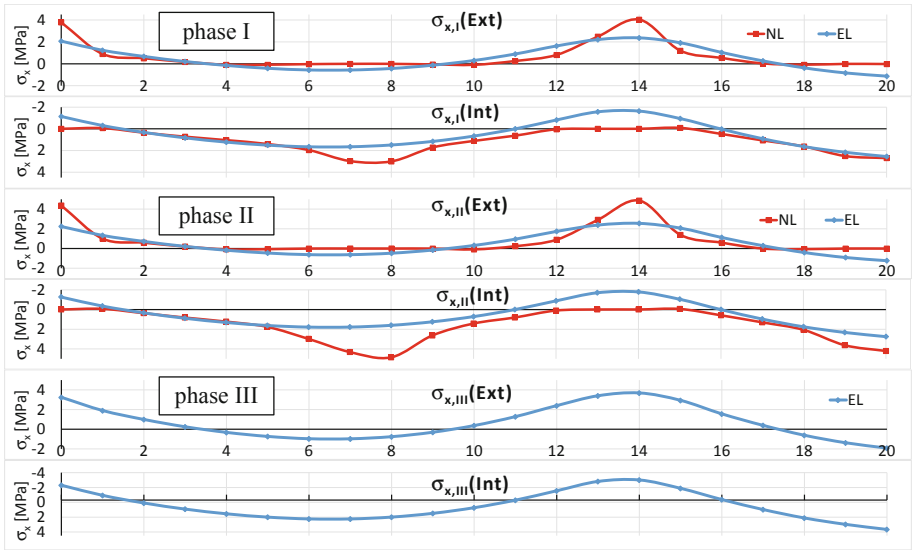 phase I
σx,I(Ext)
NL EL
σx [MPa]
4
2
0
-2
0 2 4 6 8 10 12 14 16 18 20
σx,I(Int)
σx [MPa]
-2
0
2
4
phase II
σx,II(Ext)
NL EL
σx [MPa]
4
2
0
-2
0 2 4 6 8 10 12 14 16 18 20
σx,II(Int)
σx [MPa]
-2
0
2
4
phase III
σx,III(Ext)
EL
σx [MPa]
4
2
0
-2
0 2 4 6 8 10 12 14 16 18 20
σx,III(Int)
σx [MPa]
-4
-2
0
2
4